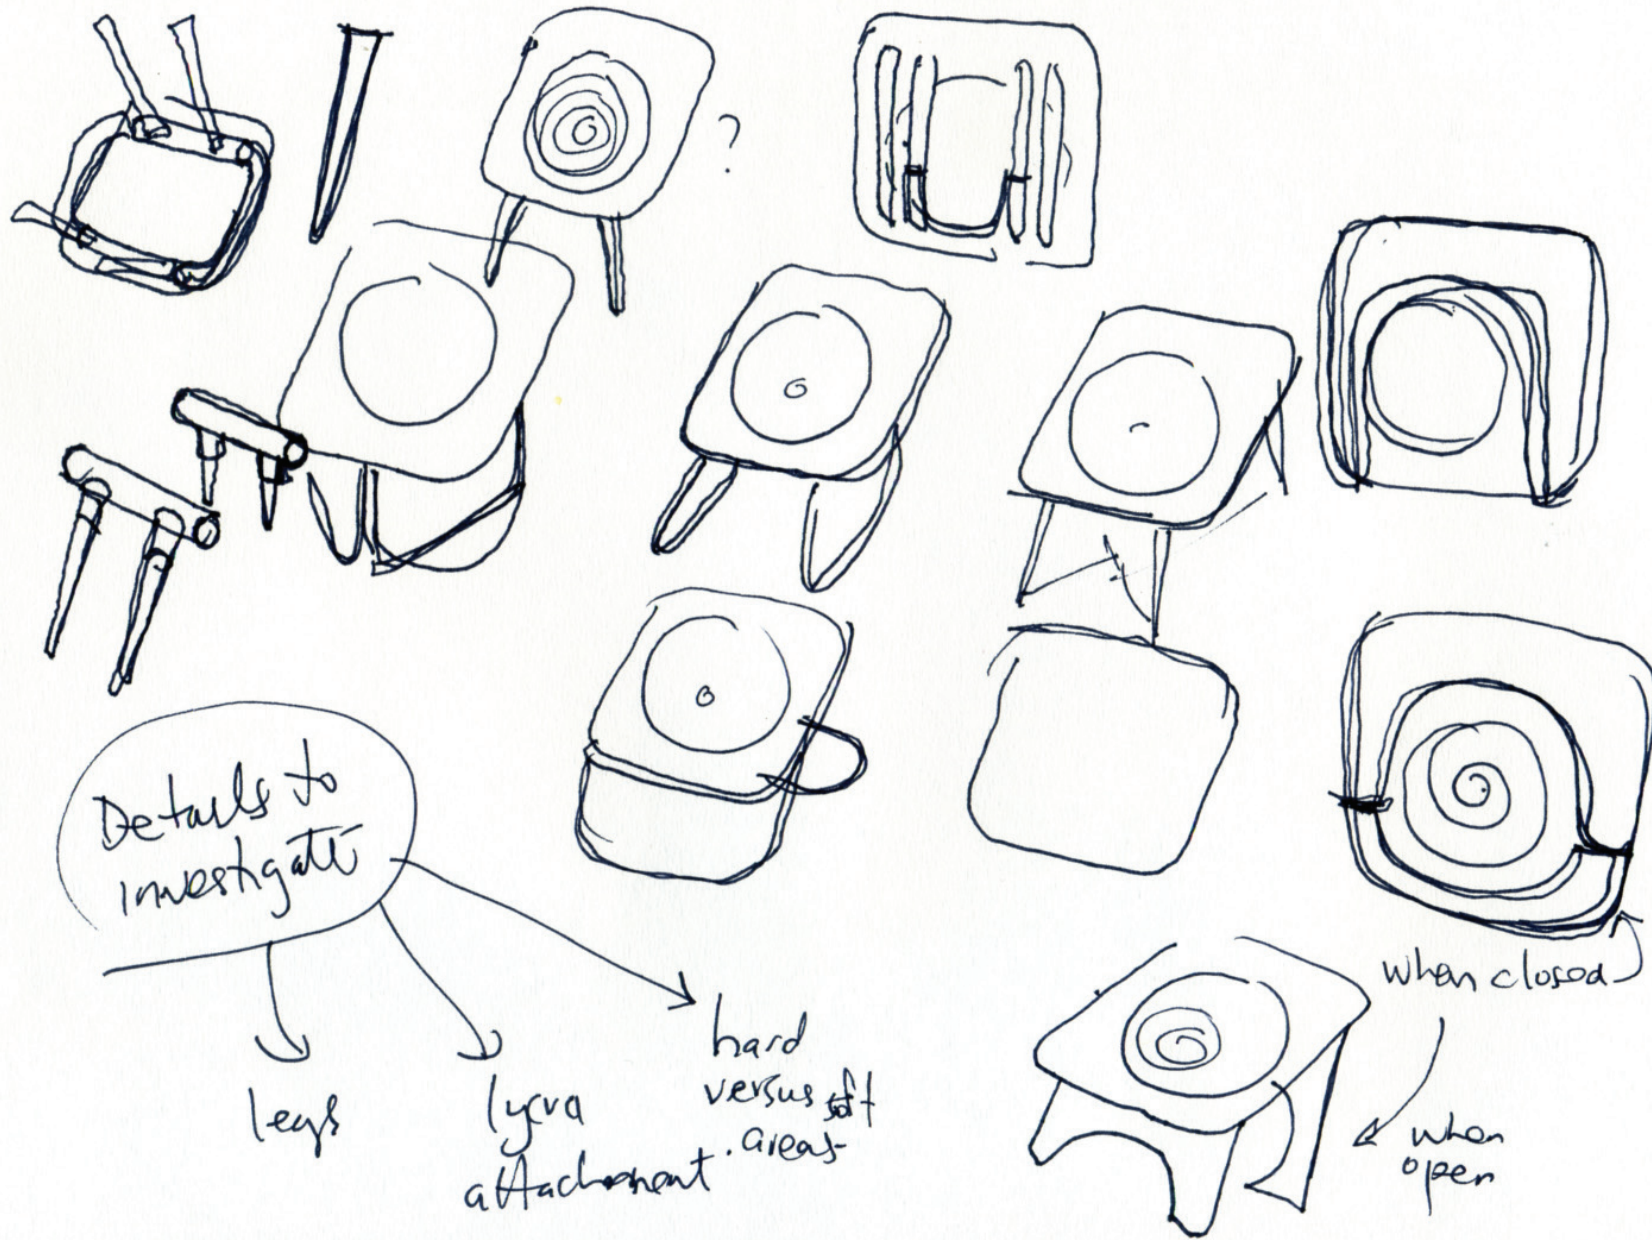 ?
Details to
investigate
legs
lycra
attachment
hard
versus soft
areas
when closed
when
open